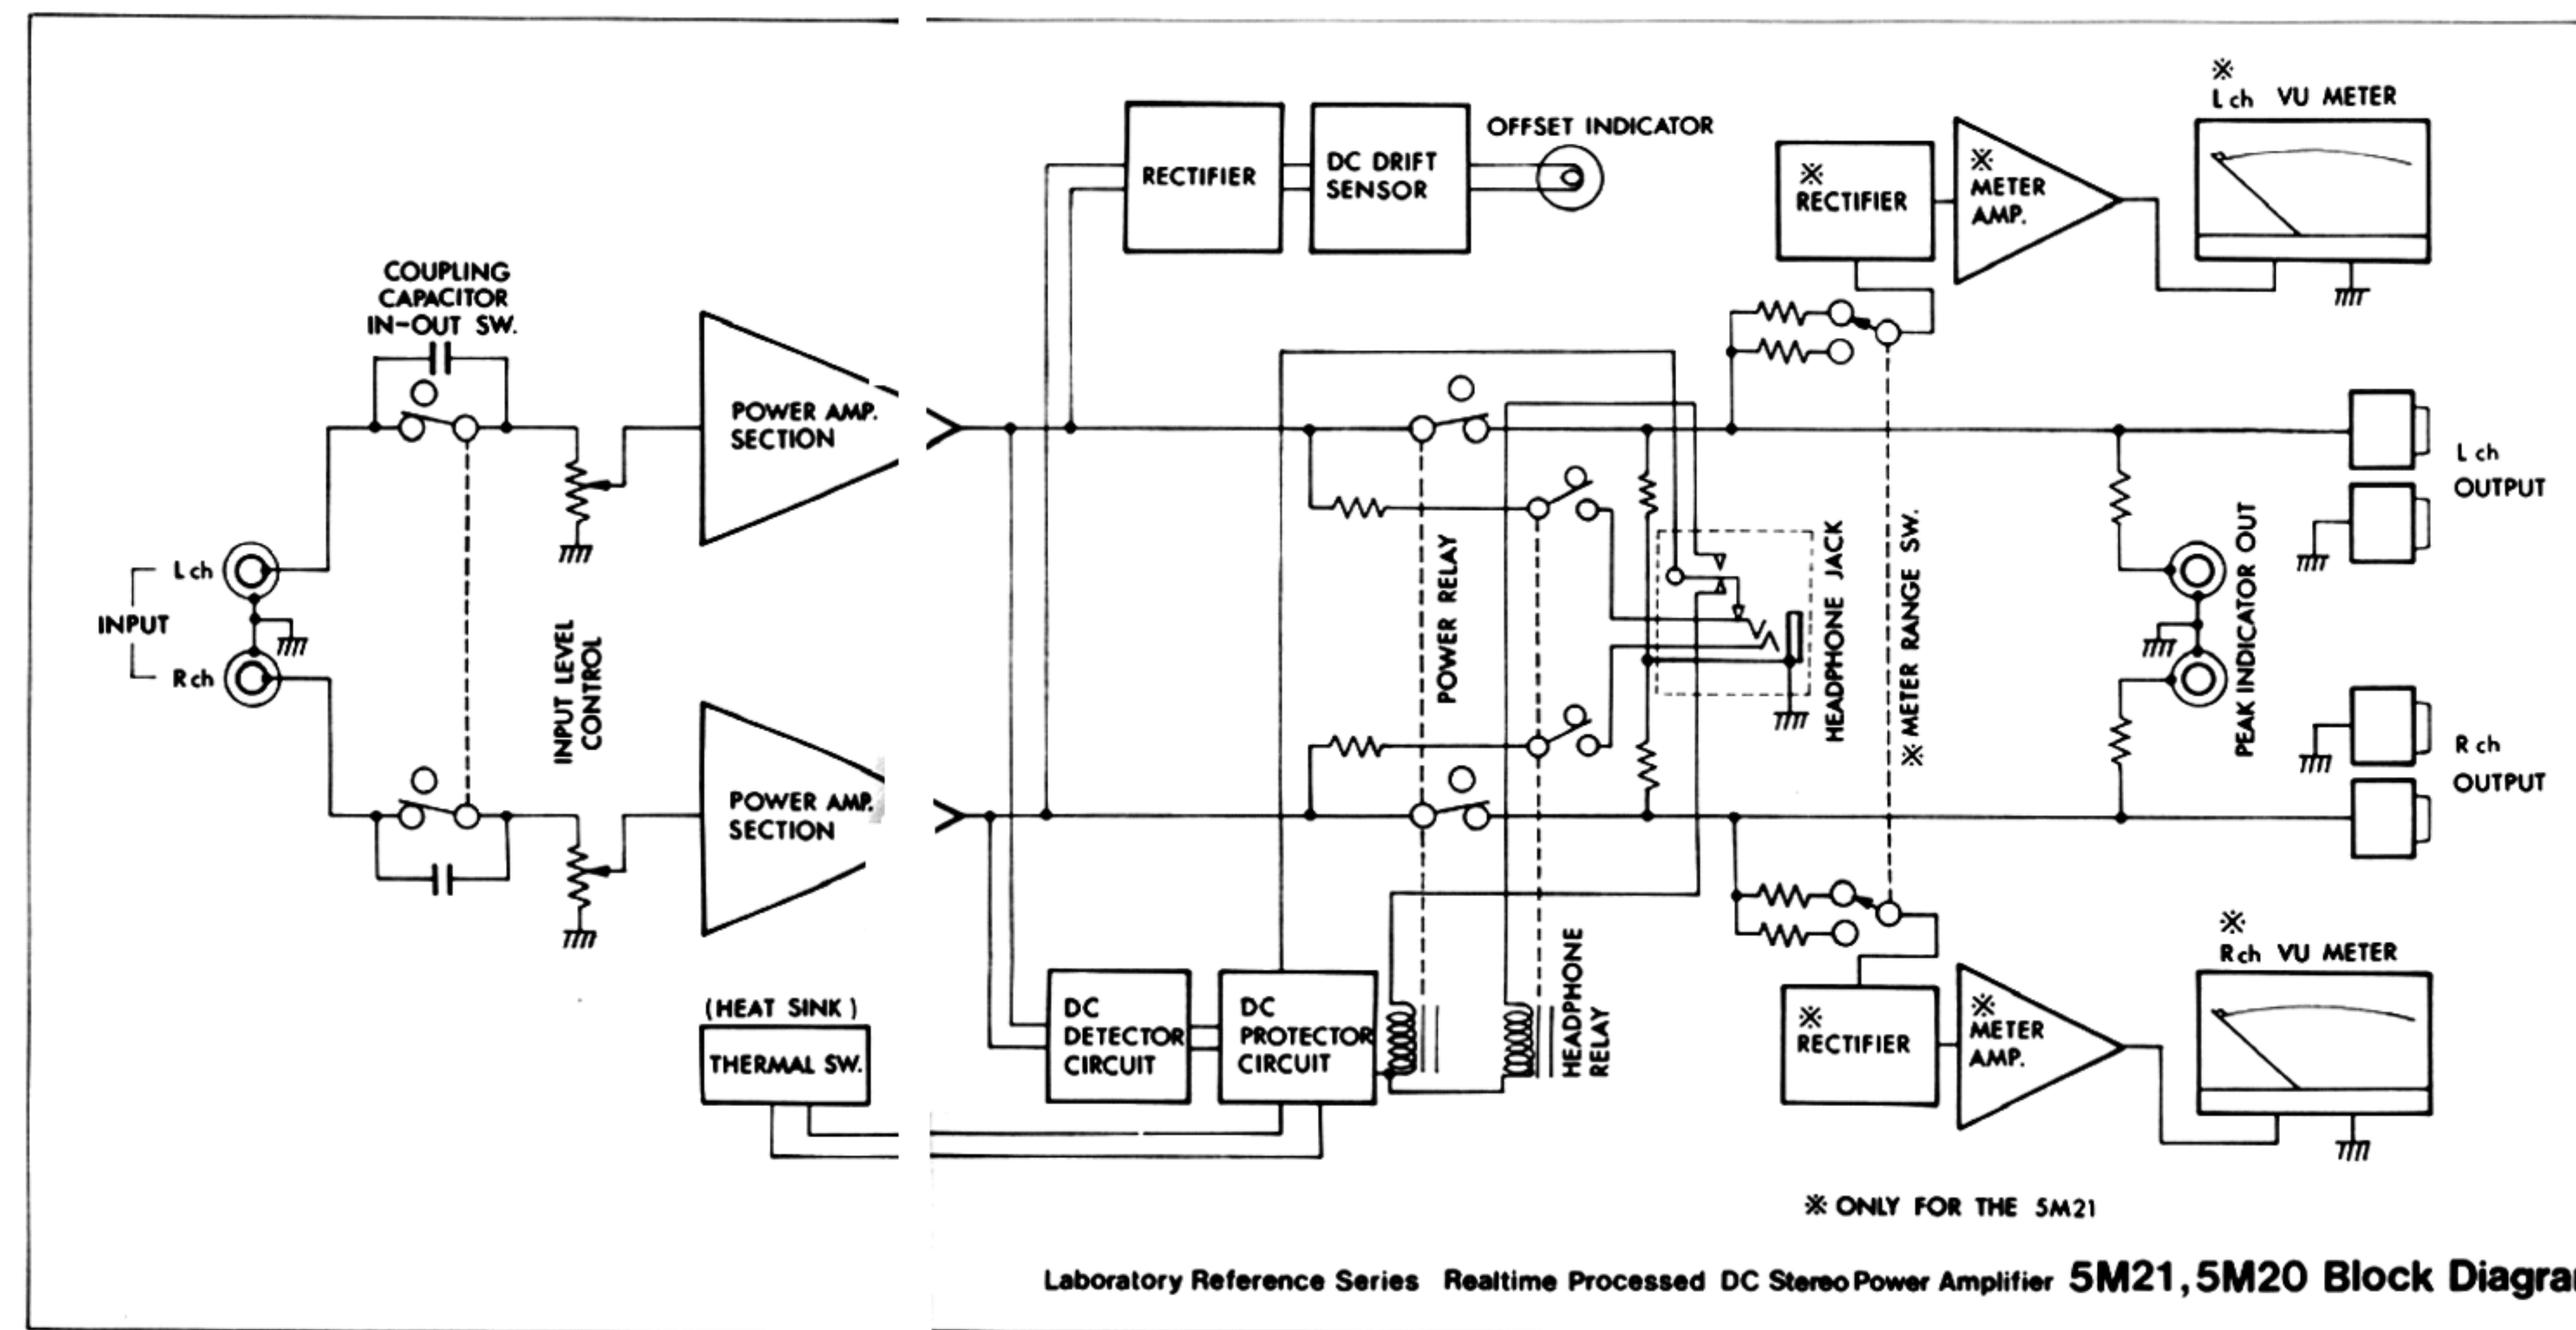 COUPLING
CAPACITOR
IN-OUT SW.
INPUT
L ch
R ch
INPUT LEVEL
CONTROL
POWER AMP.
SECTION
POWER AMP.
SECTION
(HEAT SINK)
THERMAL SW.
RECTIFIER
DC DRIFT
SENSOR
OFFSET INDICATOR
DC
DETECTOR
CIRCUIT
DC
PROTECTOR
CIRCUIT
POWER RELAY
HEADPHONE
RELAY
HEADPHONE JACK
※ METER RANGE SW.
※
RECTIFIER
※
METER
AMP.
※
L ch VU METER
L ch
OUTPUT
PEAK INDICATOR OUT
R ch
OUTPUT
※
RECTIFIER
※
METER
AMP.
※
R ch VU METER
※ ONLY FOR THE 5M21
Laboratory Reference Series Realtime Processed DC Stereo Power Amplifier 5M21, 5M20 Block Diagra